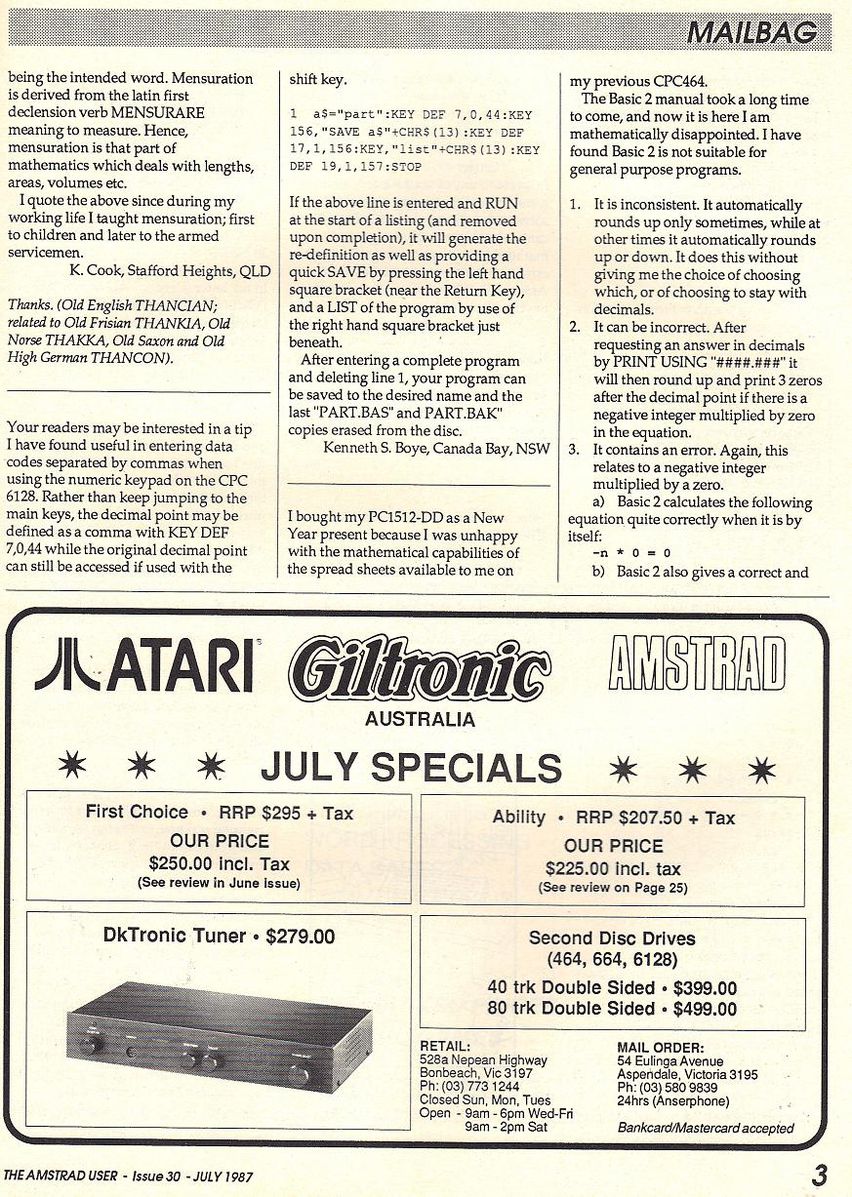 MAILBAG
being the intended word. Mensuration
is derived from the latin first
declension verb MENSURARE
meaning to measure. Hence,
mensuration is that part of
mathematics which deals with lengths,
areas, volumes etc.
I quote the above since during my
working life I taught mensuration; first
to children and later to the armed
servicemen.
K. Cook, Stafford Heights, QLD
Thanks. (Old English THANCIAN;
related to Old Frisian THANKIA, Old
Norse THAKKA, Old Saxon and Old
High German THANCON).
Your readers may be interested in a tip
I have found useful in entering data
codes separated by commas when
using the numeric keypad on the CPC
6128. Rather than keep jumping to the
main keys, the decimal point may be
defined as a comma with KEY DEF
7,0,44 while the original decimal point
can still be accessed if used with the
shift key.
1 a$="part":KEY DEF 7,0,44:KEY
156,"SAVE a$"+CHR$(13):KEY DEF
17,1,156:KEY,"list"+CHR$(13):KEY
DEF 19,1,157:STOP
If the above line is entered and RUN
at the start of a listing (and removed
upon completion), it will generate the
re-definition as well as providing a
quick SAVE by pressing the left hand
square bracket (near the Return Key),
and a LIST of the program by use of
the right hand square bracket just
beneath.
After entering a complete program
and deleting line 1, your program can
be saved to the desired name and the
last "PART.BAS" and PART.BAK"
copies erased from the disc.
Kenneth S. Boye, Canada Bay, NSW
I bought my PC1512-DD as a New
Year present because I was unhappy
with the mathematical capabilities of
the spread sheets available to me on
my previous CPC464.
The Basic 2 manual took a long time
to come, and now it is here I am
mathematically disappointed. I have
found Basic 2 is not suitable for
general purpose programs.
1. It is inconsistent. It automatically
rounds up only sometimes, while at
other times it automatically rounds
up or down. It does this without
giving me the choice of choosing
which, or of choosing to stay with
decimals.
2. It can be incorrect. After
requesting an answer in decimals
by PRINT USING "####.###" it
will then round up and print 3 zeros
after the decimal point if there is a
negative integer multiplied by zero
in the equation.
3. It contains an error. Again, this
relates to a negative integer
multiplied by a zero.
a) Basic 2 calculates the following
equation quite correctly when it is by
itself:
-n * 0 = 0
b) Basic 2 also gives a correct and
ATARI
Giltronic
AMSTRAD
AUSTRALIA
JULY SPECIALS
First Choice • RRP $295 + Tax
OUR PRICE
$250.00 incl. Tax
(See review in June issue)
Ability • RRP $207.50 + Tax
OUR PRICE
$225.00 incl. tax
(See review on Page 25)
DkTronic Tuner • $279.00
Second Disc Drives
(464, 664, 6128)
40 trk Double Sided • $399.00
80 trk Double Sided • $499.00
RETAIL:
528a Nepean Highway
Bonbeach, Vic 3197
Ph: (03) 773 1244
Closed Sun, Mon, Tues
Open - 9am - 6pm Wed-Fri
9am - 2pm Sat
MAIL ORDER:
54 Eulinga Avenue
Aspendale, Victoria 3195
Ph: (03) 580 9839
24hrs (Anserphone)
Bankcard/Mastercard accepted
THE AMSTRAD USER - Issue 30 - JULY 1987
3